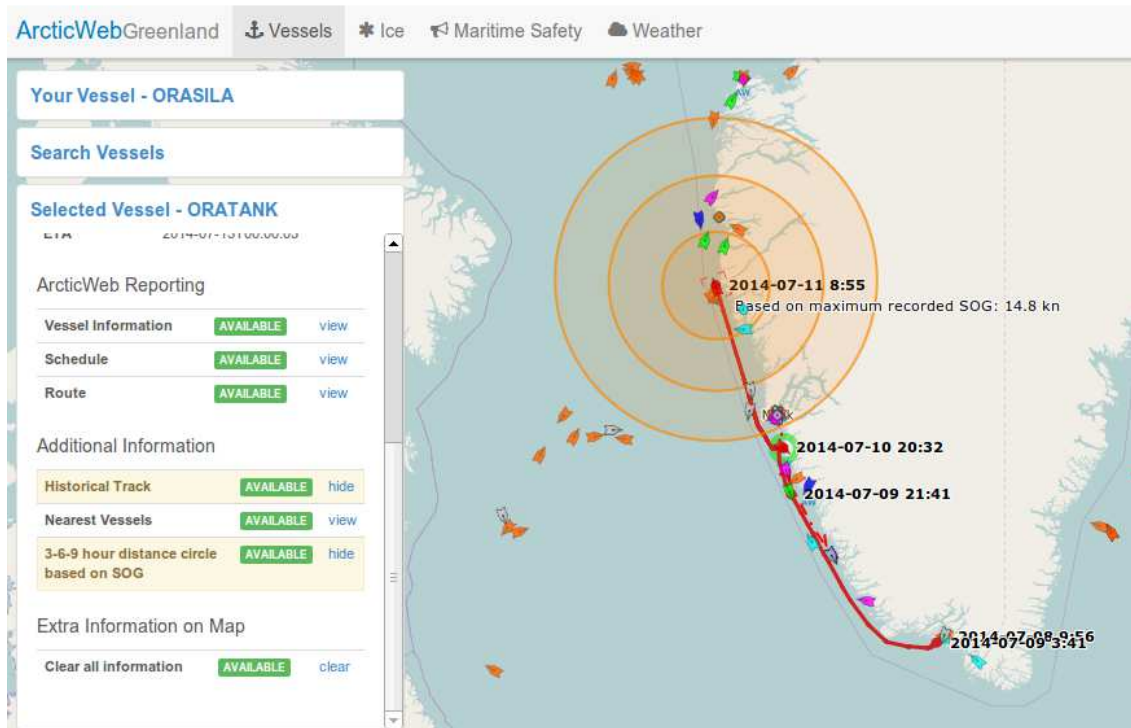 ArcticWebGreenland Vessels Ice Maritime Safety Weather
Your Vessel - ORASILA
Search Vessels
Selected Vessel - ORATANK
ArcticWeb Reporting
Vessel Information AVAILABLE view
Schedule AVAILABLE view
Route AVAILABLE view
Additional Information
Historical Track AVAILABLE hide
Nearest Vessels AVAILABLE view
3-6-9 hour distance circle AVAILABLE hide
based on SOG
Extra Information on Map
Clear all information AVAILABLE clear
2014-07-11 8:55
Based on maximum recorded SOG: 14.8 kn
2014-07-10 20:32
2014-07-09 21:41
2014-07-09 3:41